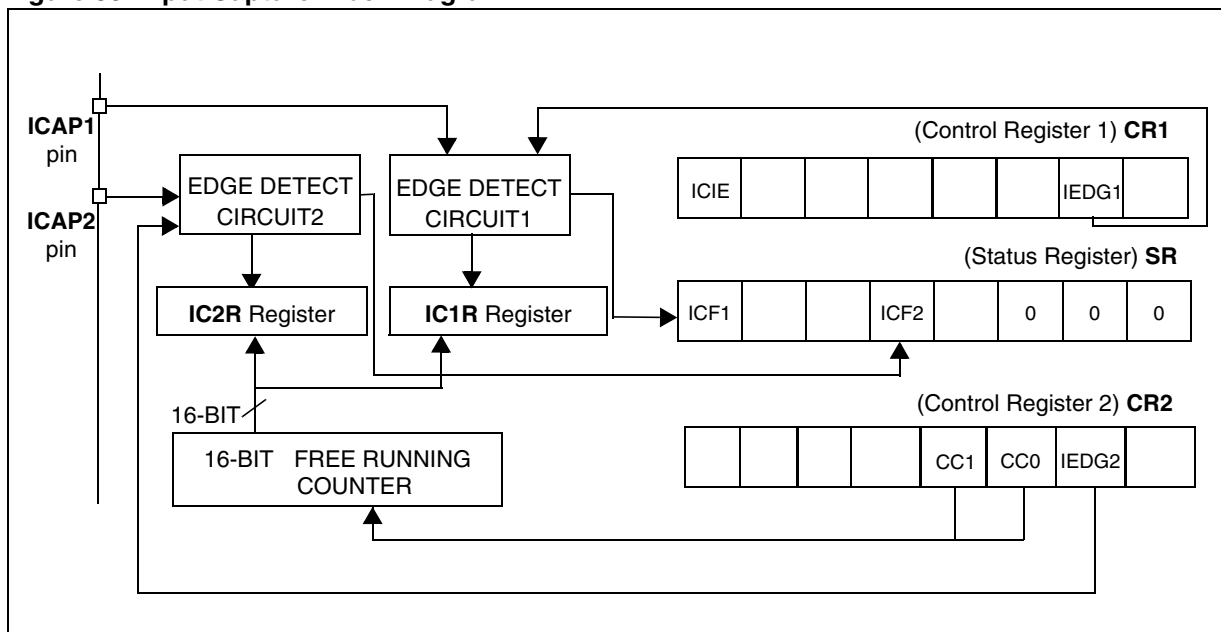 ICAP1
pin
ICAP2
pin
EDGE DETECT
CIRCUIT2
EDGE DETECT
CIRCUIT1
IC2R Register
IC1R Register
16-BIT
16-BIT FREE RUNNING
COUNTER
(Control Register 1) CR1
ICIE
IEDG1
(Status Register) SR
ICF1 ICF2 0 0 0
(Control Register 2) CR2
CC1 CC0 IEDG2